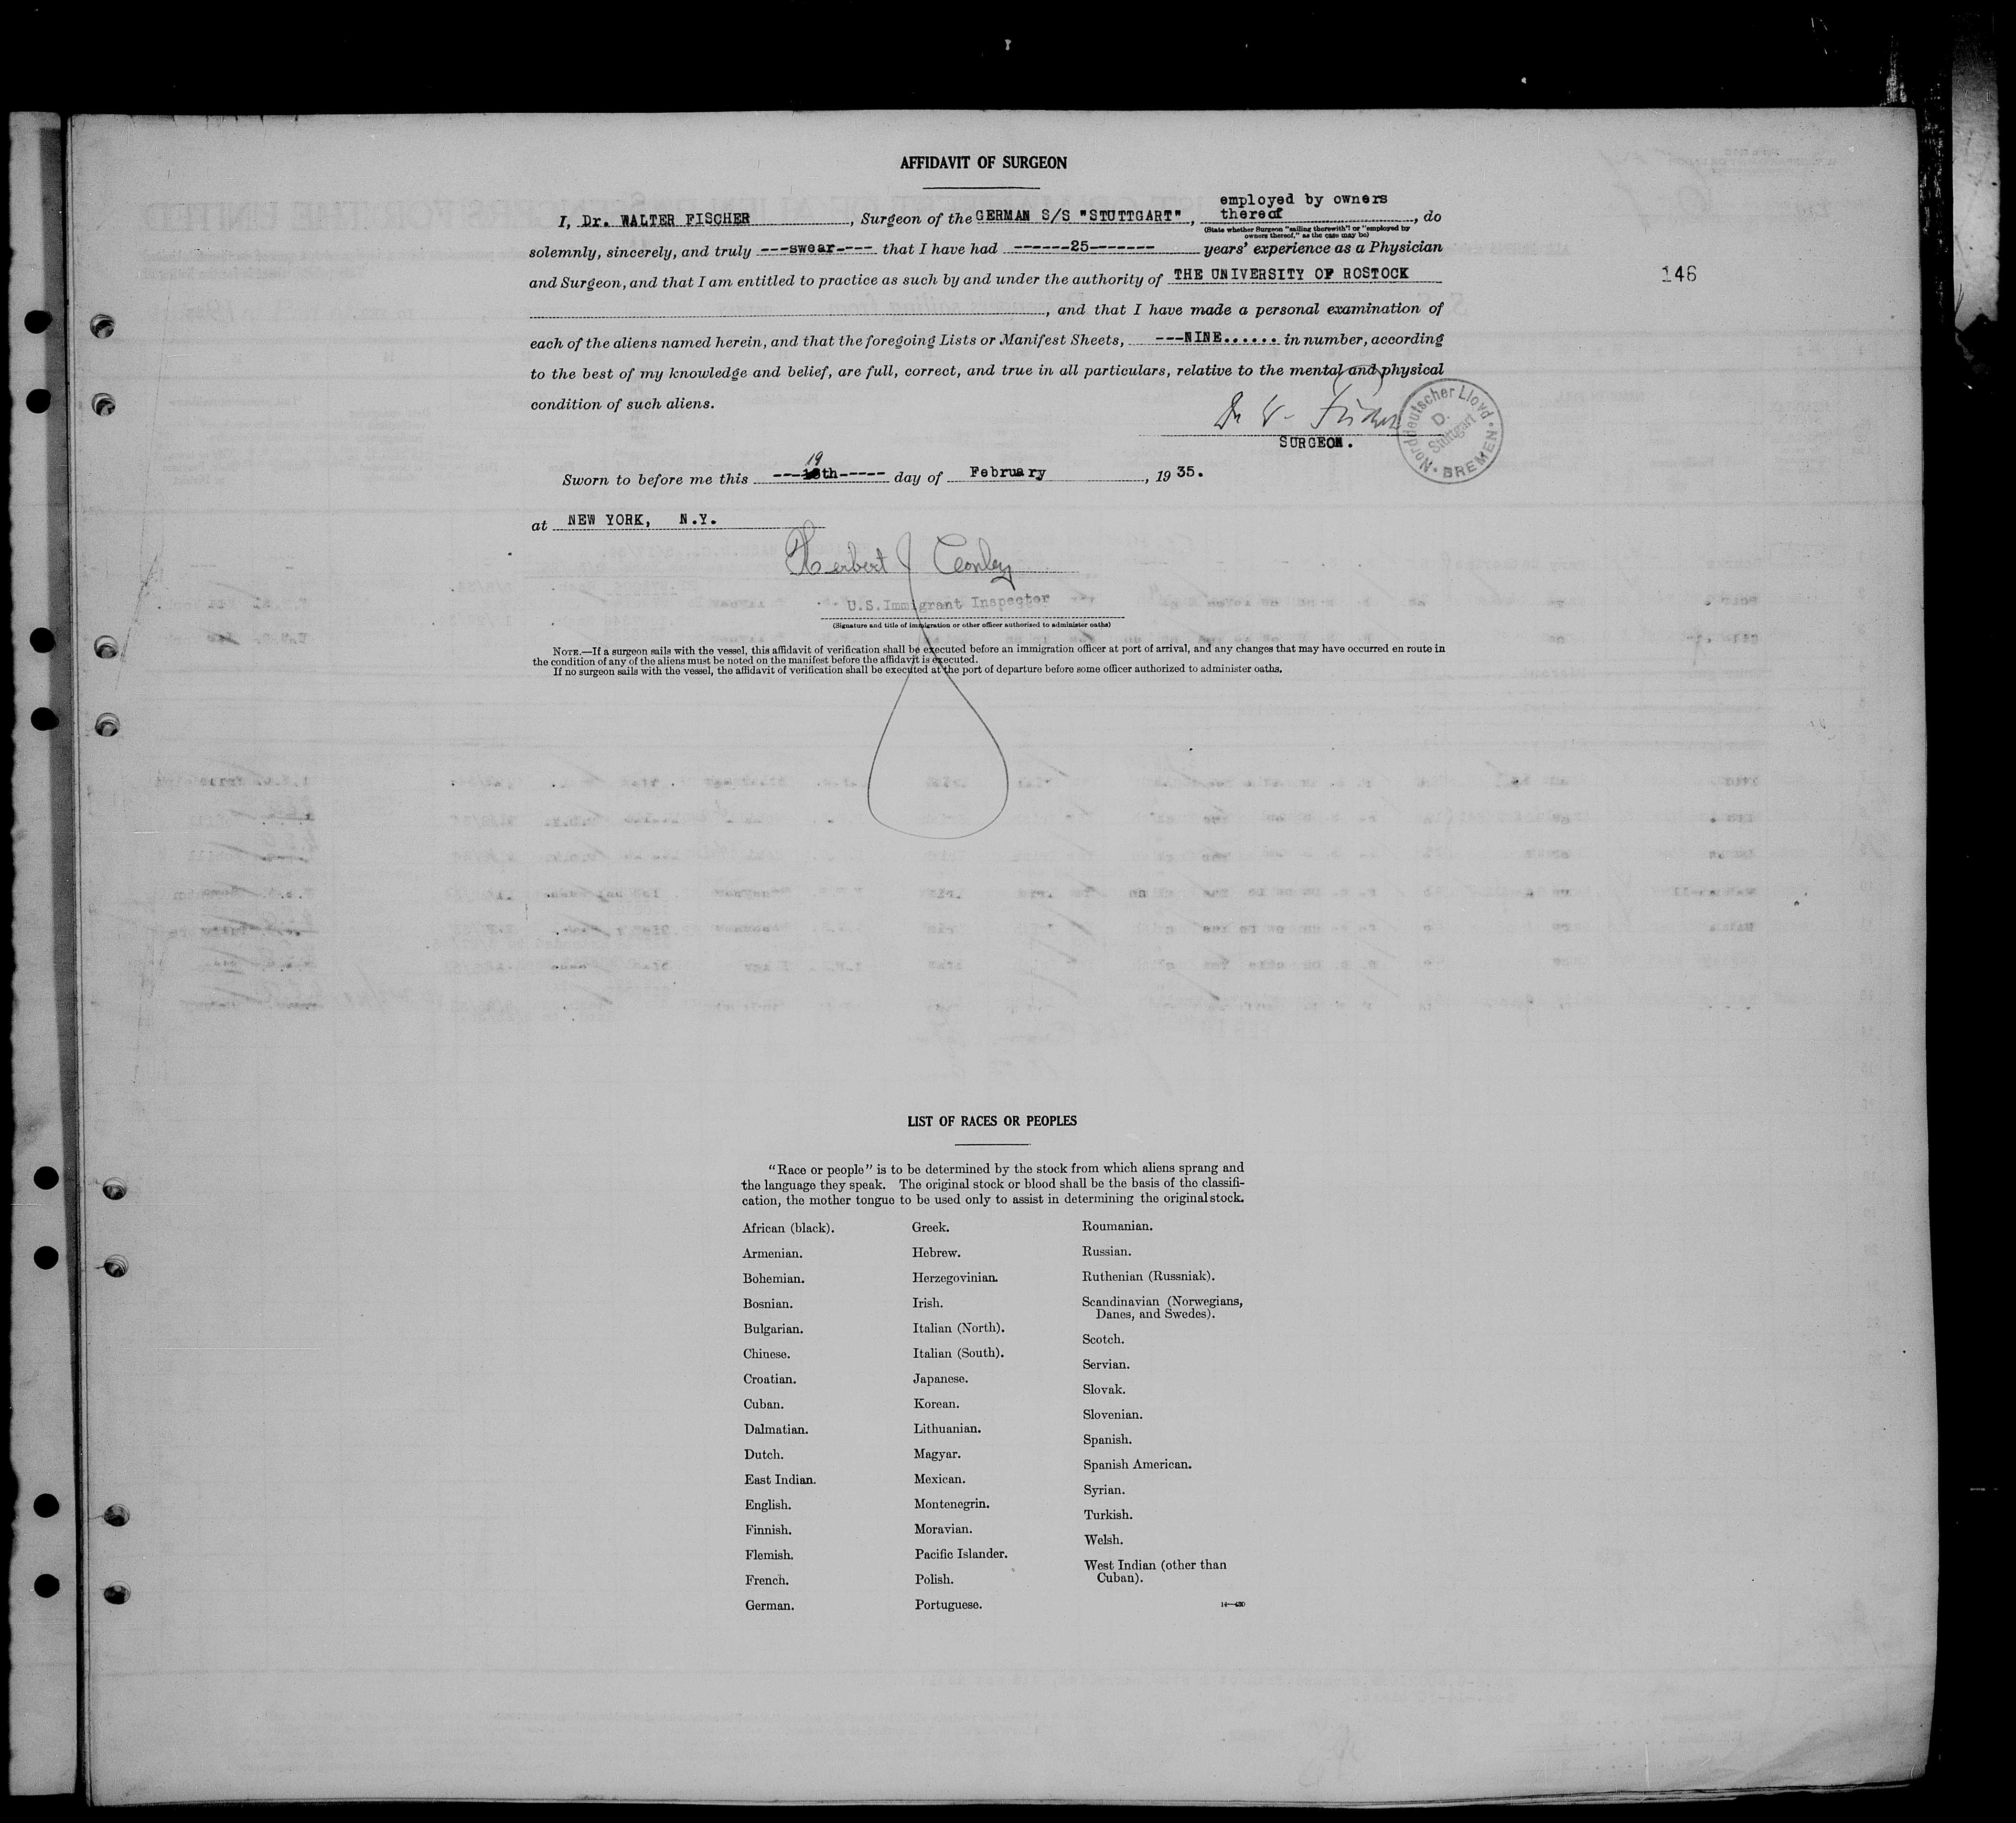 AFFIDAVIT OF SURGEON
employed by owners
I, Dr. WALTER FISCHER, Surgeon of the GERMAN S/S "STUTTGART", thereof, do
(State whether Surgeon "sailing therewith" or "employed by
owners thereof," as the case may be)
solemnly, sincerely, and truly ---swear---- that I have had ------25------- years' experience as a Physician
and Surgeon, and that I am entitled to practice as such by and under the authority of THE UNIVERSITY OF ROSTOCK
146
, and that I have made a personal examination of
each of the aliens named herein, and that the foregoing Lists or Manifest Sheets, ---NINE...... in number, according
to the best of my knowledge and belief, are full, correct, and true in all particulars, relative to the mental and physical
condition of such aliens.
Dr W. Fischer
SURGEON.
Norddeutscher Lloyd
D.
Stuttgart
BREMEN
19
Sworn to before me this ---18th----- day of February, 1935.
at NEW YORK, N.Y.
Herbert J Conley
U.S. Immigrant Inspector
(Signature and title of immigration or other officer authorized to administer oaths)
NOTE.—If a surgeon sails with the vessel, this affidavit of verification shall be executed before an immigration officer at port of arrival, and any changes that may have occurred en route in
the condition of any of the aliens must be noted on the manifest before the affidavit is executed.
If no surgeon sails with the vessel, the affidavit of verification shall be executed at the port of departure before some officer authorized to administer oaths.
LIST OF RACES OR PEOPLES
"Race or people" is to be determined by the stock from which aliens sprang and
the language they speak. The original stock or blood shall be the basis of the classifi-
cation, the mother tongue to be used only to assist in determining the original stock.
African (black).
Armenian.
Bohemian.
Bosnian.
Bulgarian.
Chinese.
Croatian.
Cuban.
Dalmatian.
Dutch.
East Indian.
English.
Finnish.
Flemish.
French.
German.
Greek.
Hebrew.
Herzegovinian.
Irish.
Italian (North).
Italian (South).
Japanese.
Korean.
Lithuanian.
Magyar.
Mexican.
Montenegrin.
Moravian.
Pacific Islander.
Polish.
Portuguese.
Roumanian.
Russian.
Ruthenian (Russniak).
Scandinavian (Norwegians,
Danes, and Swedes).
Scotch.
Servian.
Slovak.
Slovenian.
Spanish.
Spanish American.
Syrian.
Turkish.
Welsh.
West Indian (other than
Cuban).